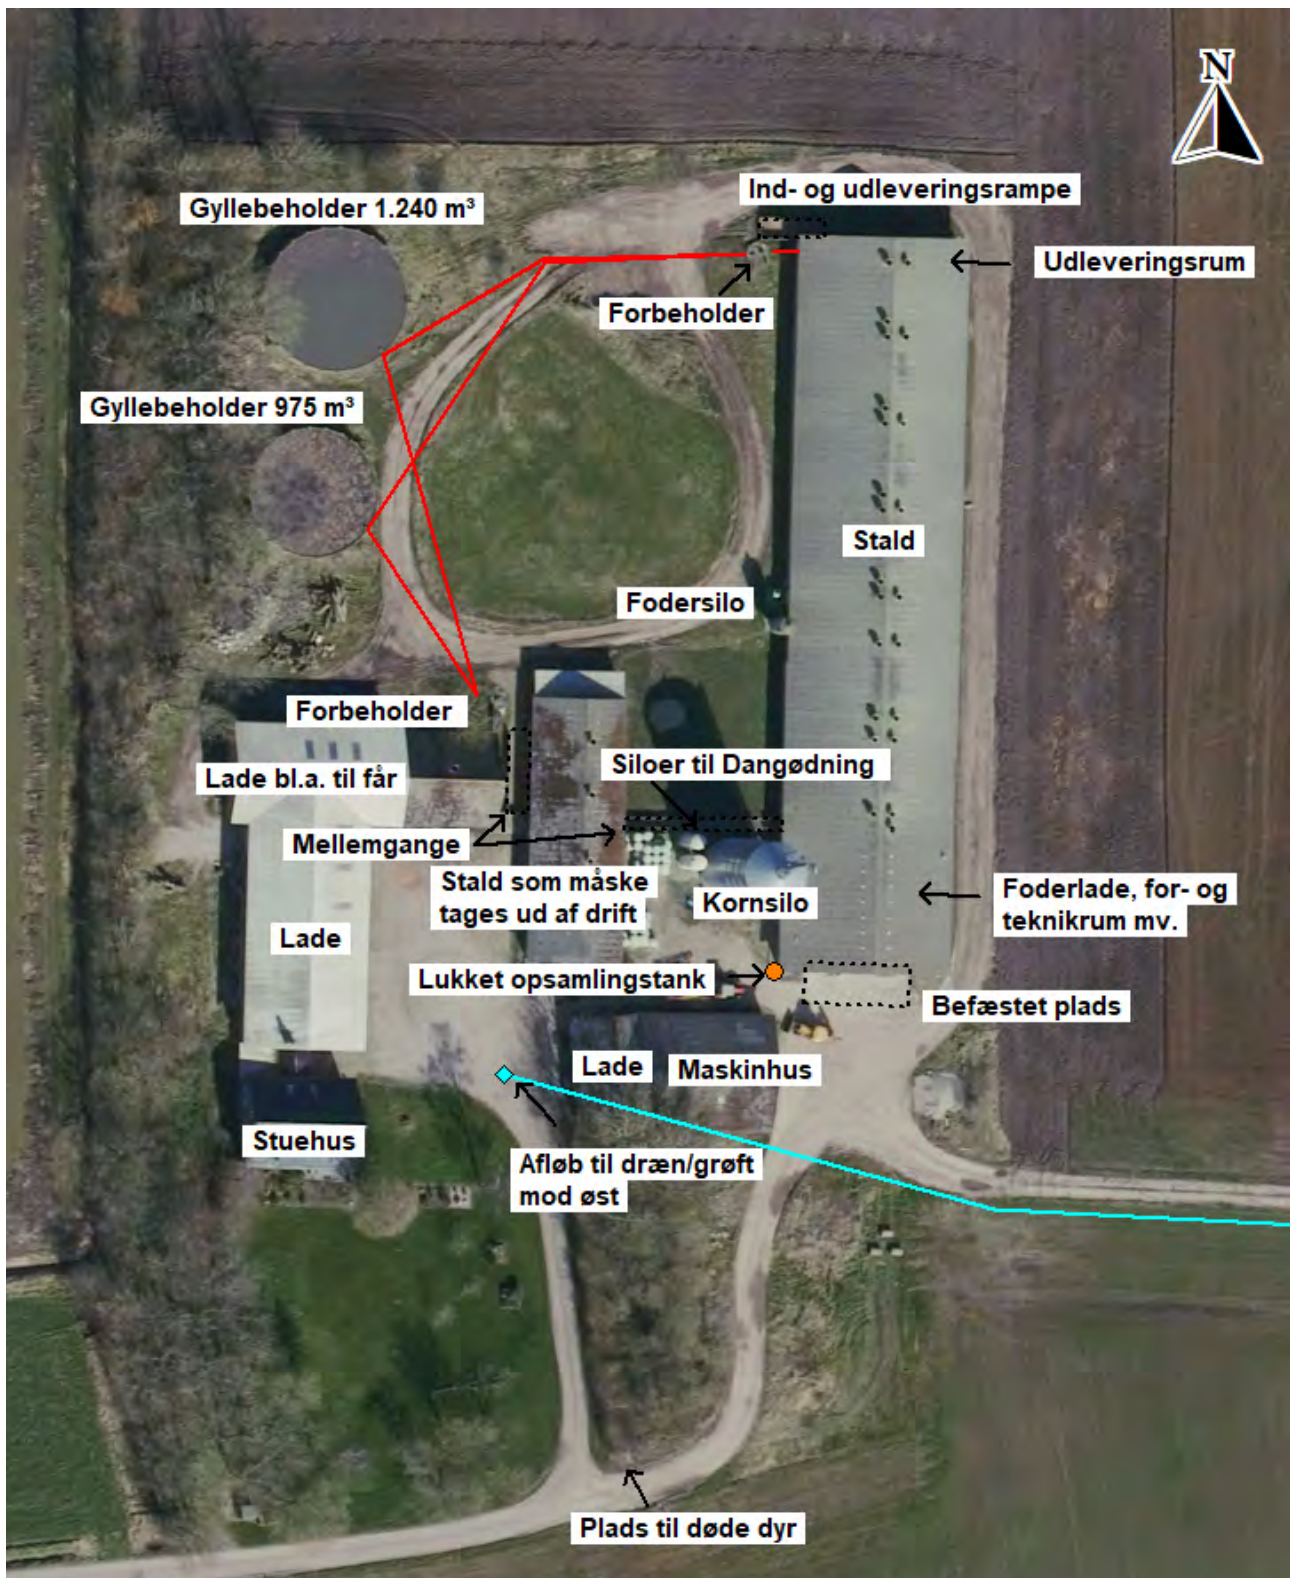 N
Ind- og udleveringsrampe
Gyllebeholder 1.240 m³
Udleveringsrum
Forbeholder
Gyllebeholder 975 m³
Stald
Fodersilo
Forbeholder
Lade bl.a. til får
Siloer til Dangødning
Mellemgange
Stald som måske
tages ud af drift
Kornsilo
Foderlade, for- og
teknikrum mv.
Lade
Lukket opsamlingstank
Befæstet plads
Lade
Maskinhus
Stuehus
Afløb til dræn/grøft
mod øst
Plads til døde dyr